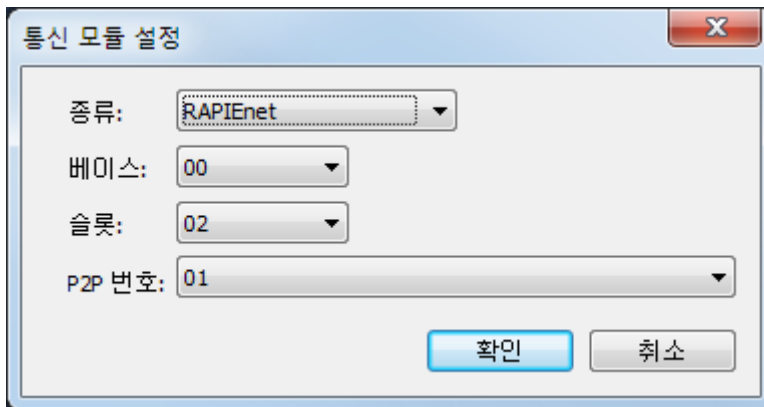 통신 모듈 설정
종류: RAPIEnet
베이스: 00
슬롯: 02
P2P 번호: 01
확인 취소